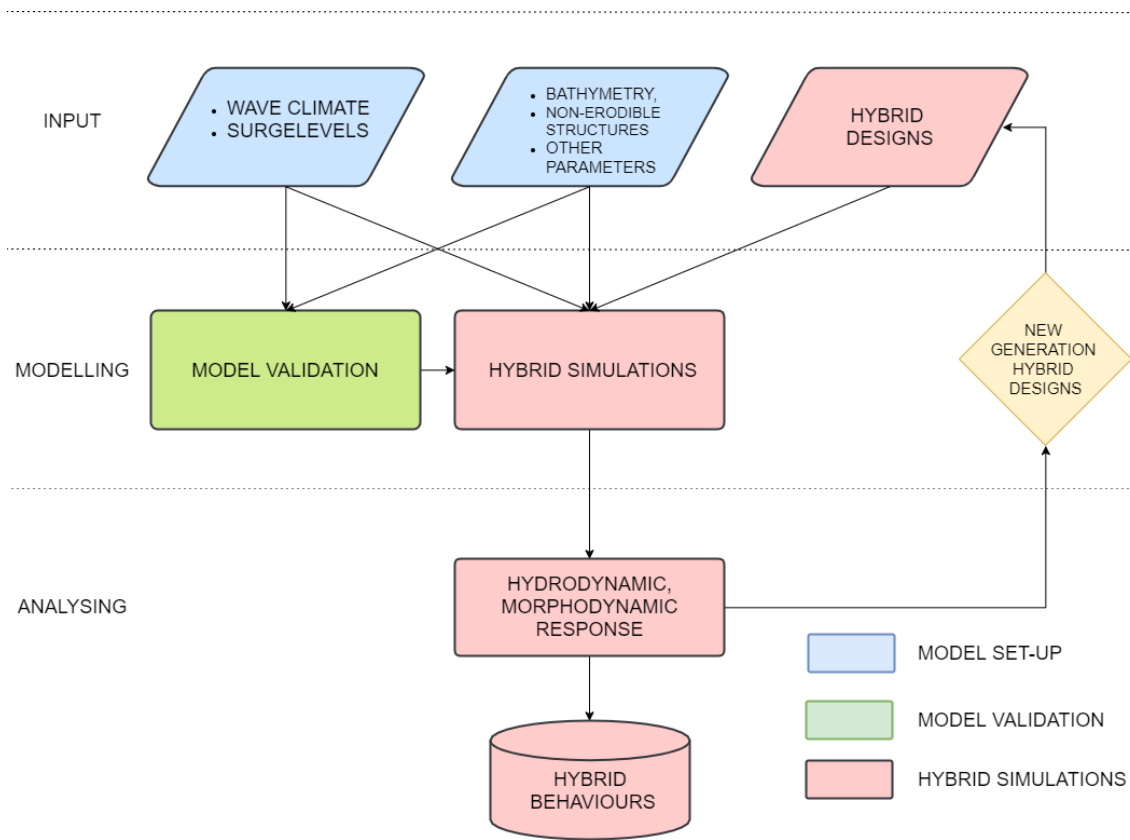 INPUT
• WAVE CLIMATE
• SURGELEVELS
• BATHYMETRY,
• NON-ERODIBLE
STRUCTURES
• OTHER
PARAMETERS
HYBRID
DESIGNS
MODELLING
MODEL VALIDATION
HYBRID SIMULATIONS
NEW
GENERATION
HYBRID
DESIGNS
ANALYSING
HYDRODYNAMIC,
MORPHODYNAMIC
RESPONSE
HYBRID
BEHAVIOURS
MODEL SET-UP
MODEL VALIDATION
HYBRID SIMULATIONS